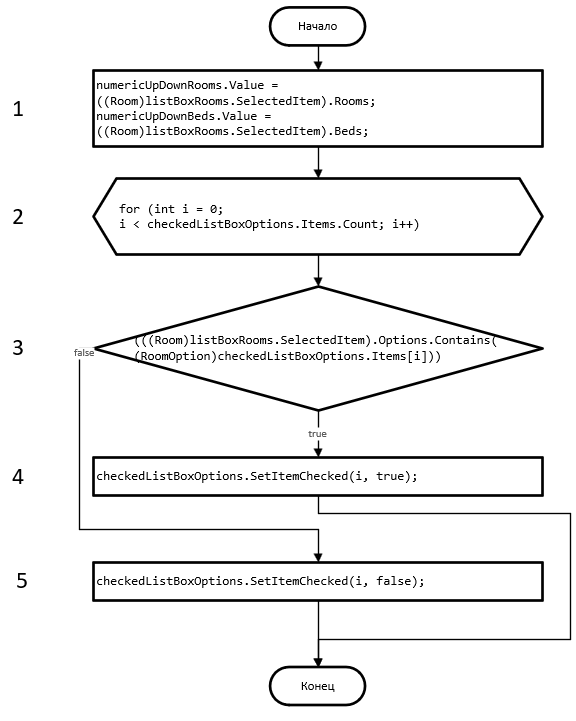 Начало
1
numericUpDownRooms.Value =
((Room)listBoxRooms.SelectedItem).Rooms;
numericUpDownBeds.Value =
((Room)listBoxRooms.SelectedItem).Beds;
2
for (int i = 0;
i < checkedListBoxOptions.Items.Count; i++)
3
false
(((Room)listBoxRooms.SelectedItem).Options.Contains(
(RoomOption)checkedListBoxOptions.Items[i]))
true
4
checkedListBoxOptions.SetItemChecked(i, true);
5
checkedListBoxOptions.SetItemChecked(i, false);
Конец